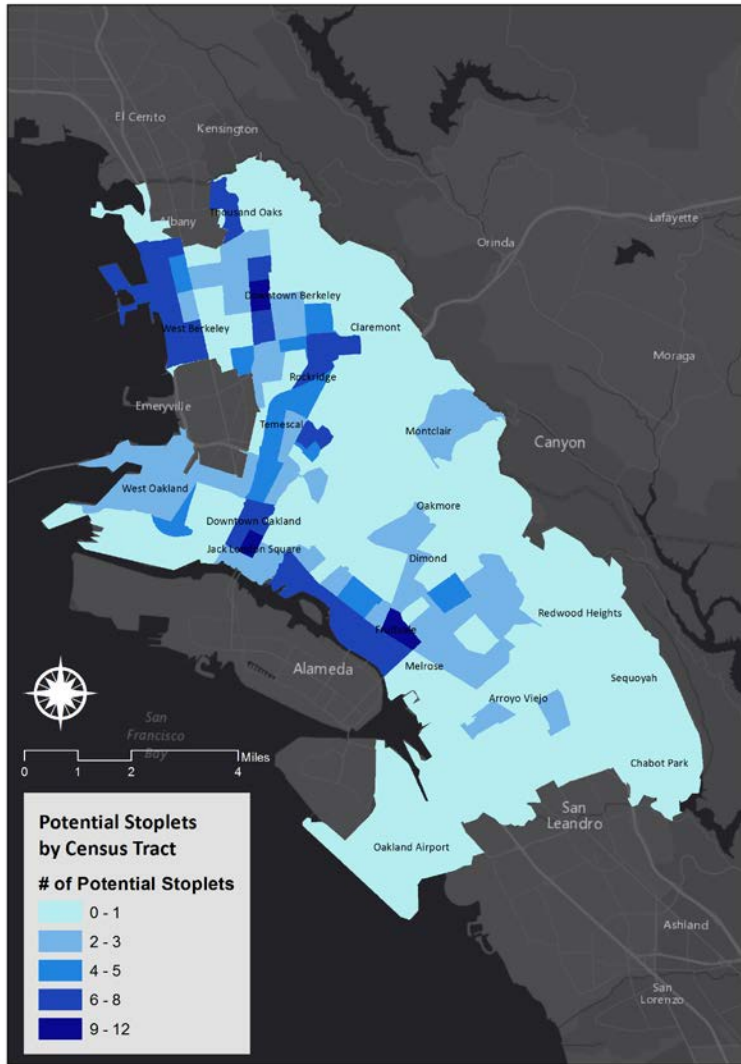 El Cerrito
Kensington
Thousand Oaks
Albany
Lafayette
Orinda
Downtown Berkeley
West Berkeley
Claremont
Moraga
Rockridge
Emeryville
Temescal
Montclair
Canyon
West Oakland
Oakmore
Downtown Oakland
Jack London Square
Dimond
Redwood Heights
Fruitvale
Melrose
Alameda
Sequoyah
Arroyo Viejo
San
Francisco
Bay
Miles
0 1 2 4
Chabot Park
San
Leandro
Oakland Airport
Potential Stoplets
by Census Tract
# of Potential Stoplets
0 - 1
2 - 3
4 - 5
6 - 8
9 - 12
Ashland
San
Lorenzo